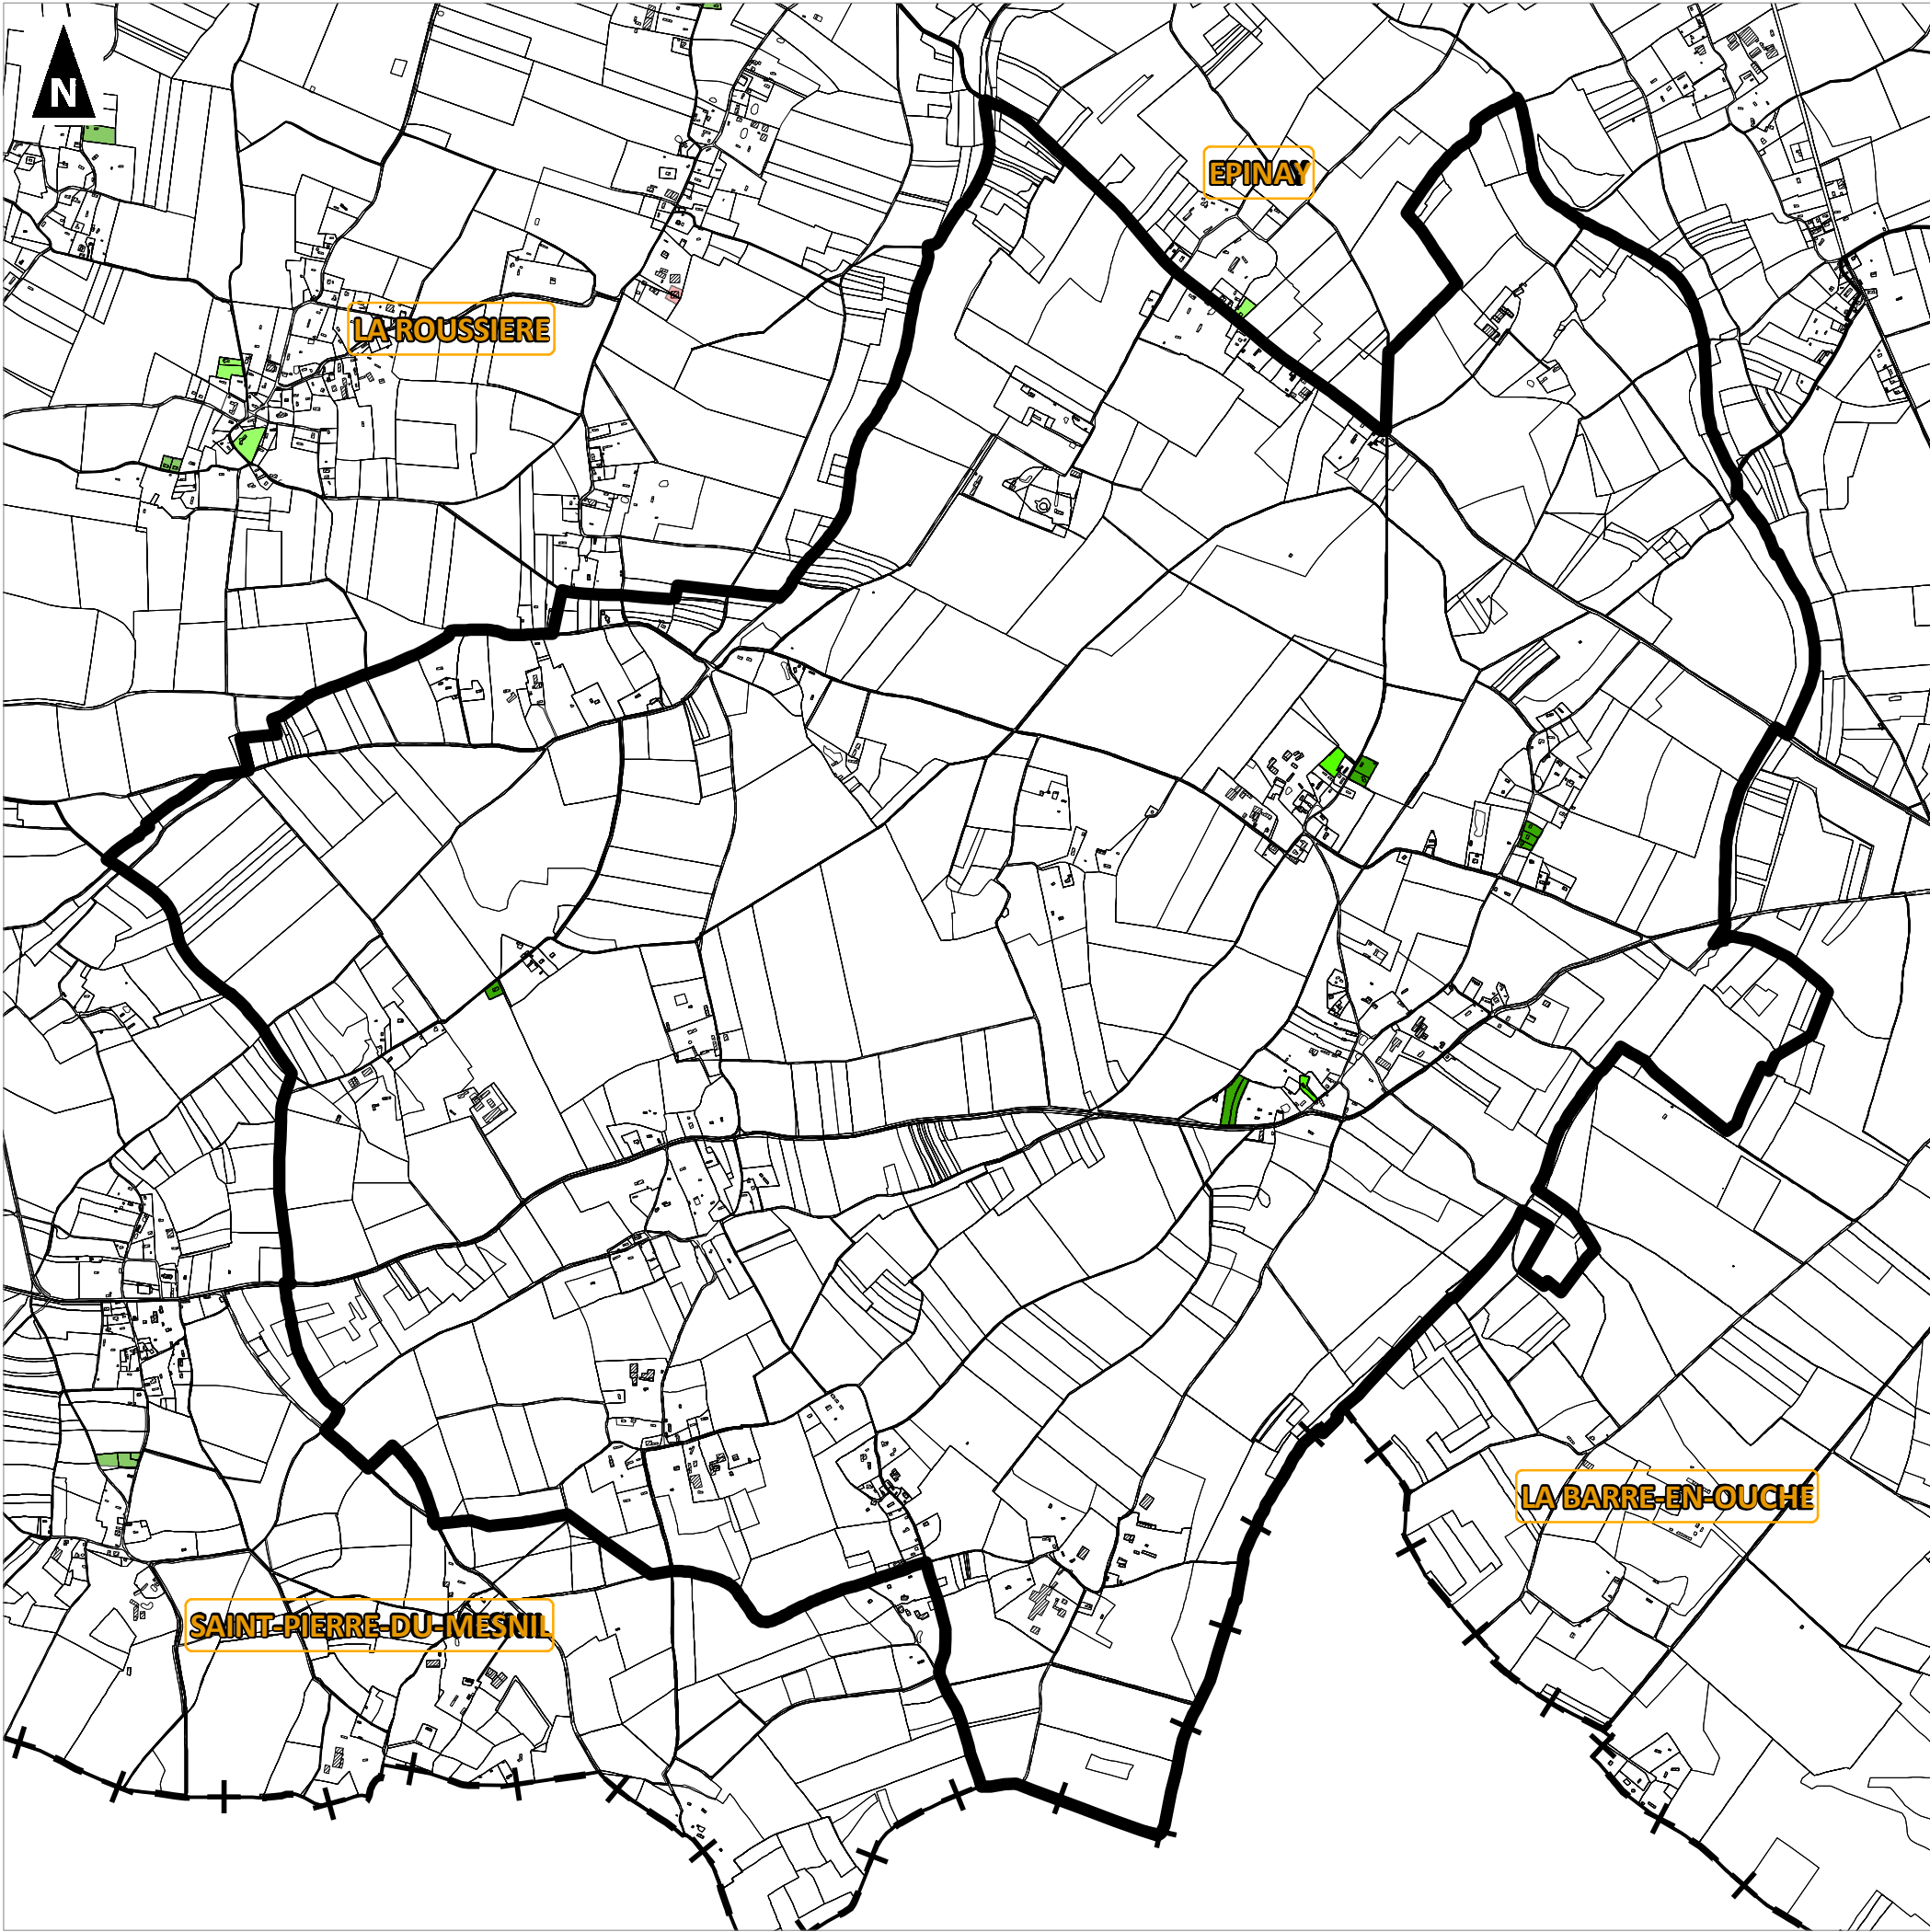 N
EPINAY
LA ROUSSIERE
LA BARRE-EN-OUCHE
SAINT-PIERRE-DU-MESNIL